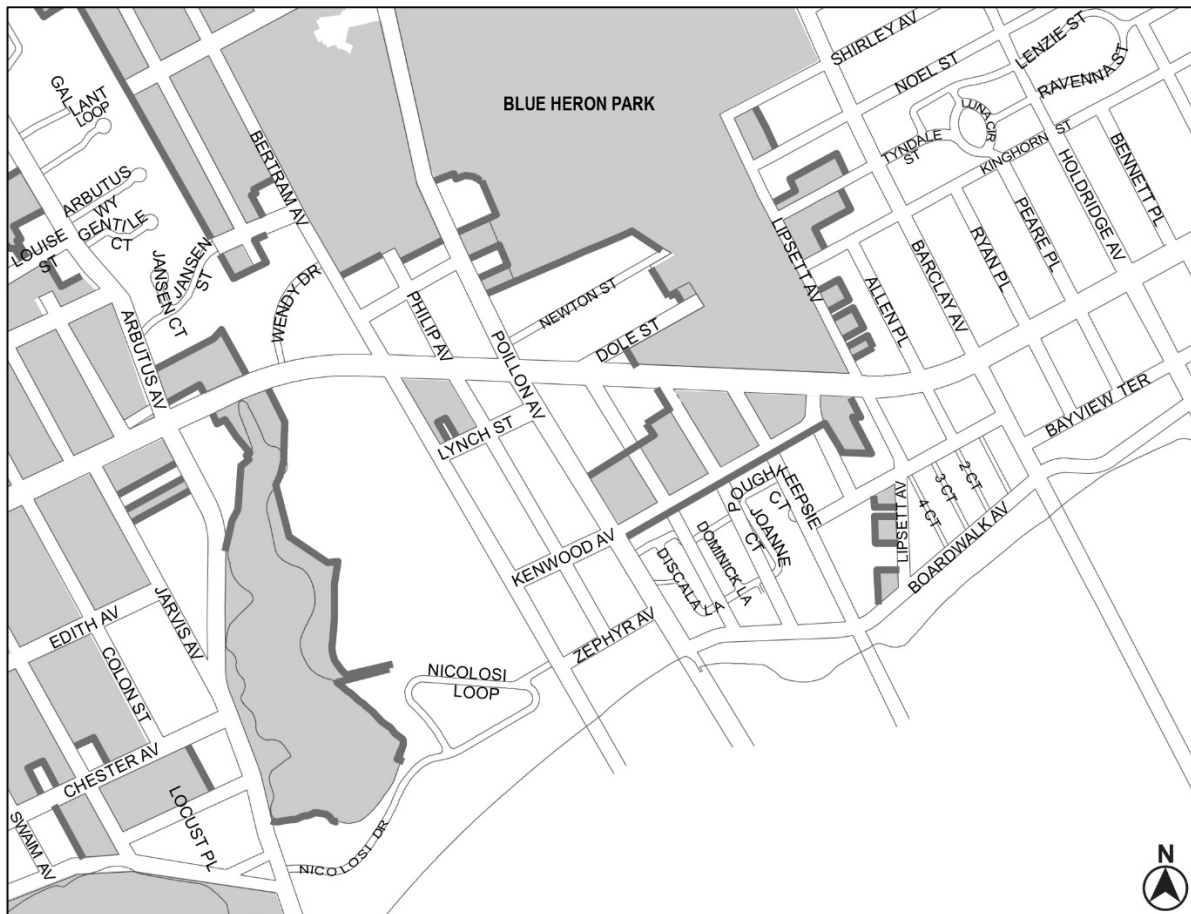 SHIRLEY AV
LENZIE ST
NOEL ST
RAVENNA ST
BLUE HERON PARK
GAL
LANT
LOOP
LUNA CIR
TYNDALE
ST
KINGHORN ST
BERTRAM AV
BENNETT PL
HOLDRIDGE AV
ARBUTUS
WY
PEARE PL
LOUISE
ST
GENTILE
CT
LIPSETT AV
RYAN PL
BARCLAY AV
JANSEN
ST
JANSEN CT
ALLEN PL
WENDY DR
NEWTON ST
PHILIP AV
DOLE ST
ARBUTUS AV
POILLON AV
BAYVIEW TER
LYNCH ST
POUGHKEEPSIE
CT
2 CT
3 CT
4 CT
LIPSETT AV
JOANNE
CT
DOMINICK LA
KENWOOD AV
BOARDWALK AV
DISCALA LA
JARVIS AV
EDITH AV
ZEPHYR AV
COLON ST
NICOLOSI
LOOP
CHESTER AV
LOCUST PL
SWAIM AV
NICOLOSI DR
N